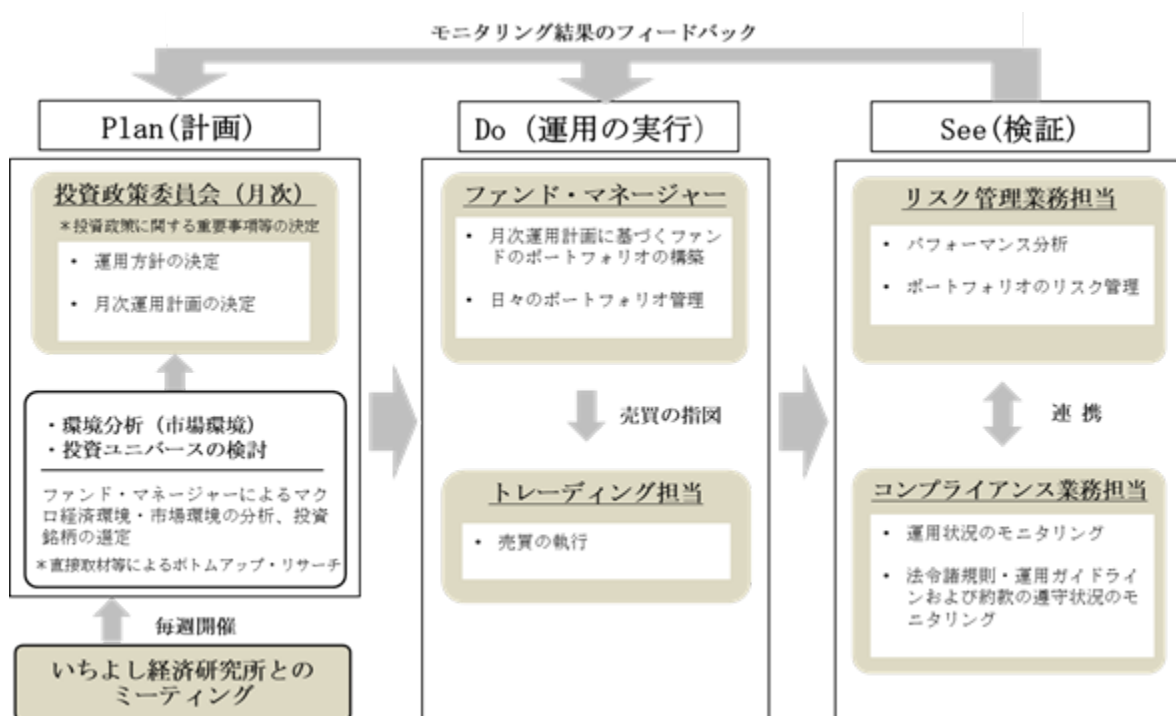 モニタリング結果のフィードバック
Plan(計画)
投資政策委員会（月次）
＊投資政策に関する重要事項等の決定
・ 運用方針の決定
・ 月次運用計画の決定
・環境分析（市場環境）
・投資ユニバースの検討
ファンド・マネージャーによるマク
ロ経済環境・市場環境の分析、投資
銘柄の選定
＊直接取材等によるボトムアップ・リサーチ
毎週開催
いちよし経済研究所との
ミーティング
Do (運用の実行)
ファンド・マネージャー
・ 月次運用計画に基づくファン
ドのポートフォリオの構築
・ 日々のポートフォリオ管理
売買の指図
トレーディング担当
・ 売買の執行
See(検証)
リスク管理業務担当
・ パフォーマンス分析
・ ポートフォリオのリスク管理
連 携
コンプライアンス業務担当
・ 運用状況のモニタリング
・ 法令諸規則・運用ガイドライ
ンおよび約款の遵守状況のモ
ニタリング